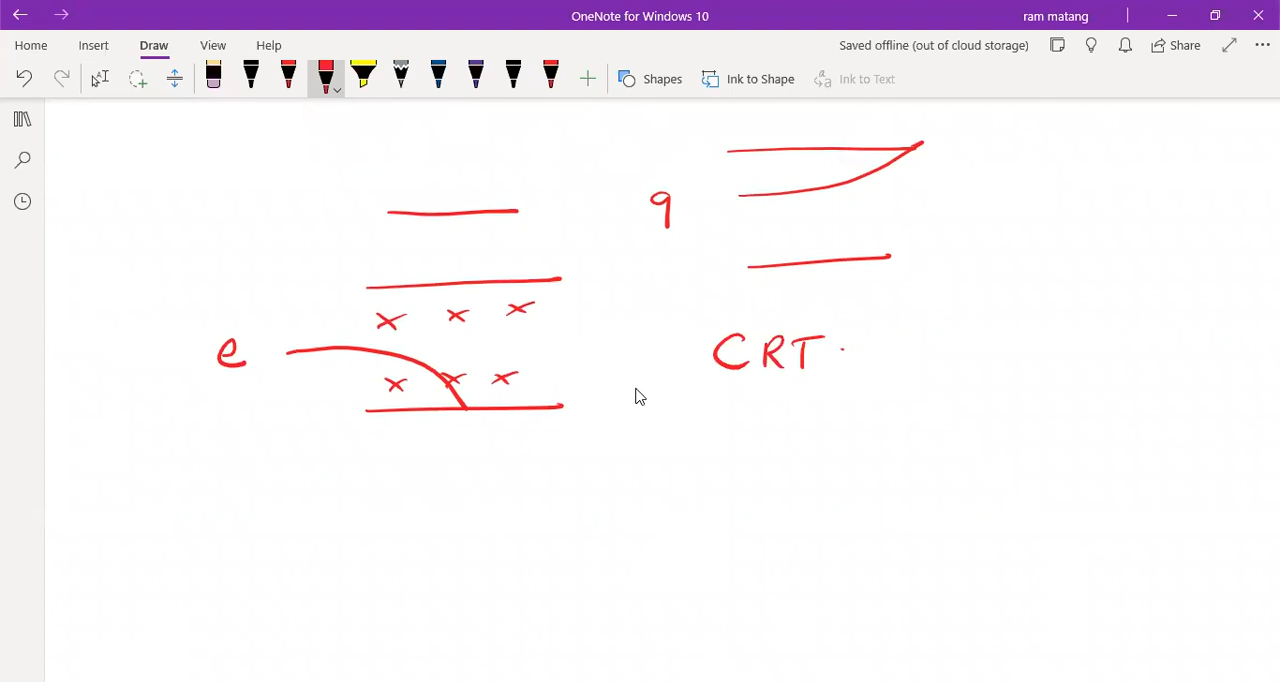 OneNote for Windows 10
ram matang
Home Insert Draw View Help
Saved offline (out of cloud storage)
Share
Shapes
Ink to Shape
Ink to Text
q
x x x
e
CRT
x x x